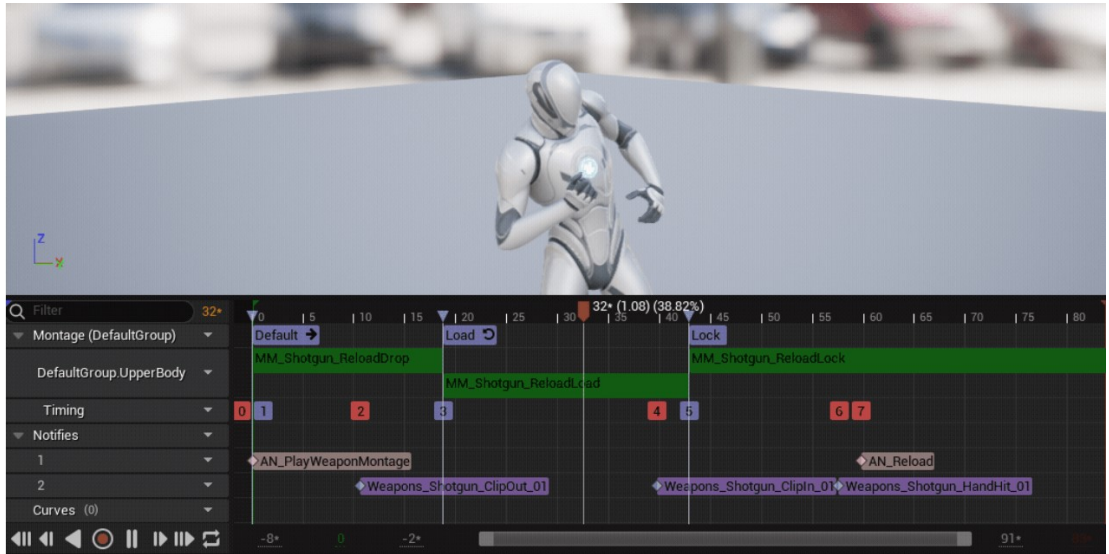 Z
X
Filter
32*
32* (1.08) (38.82%)
0 5 10 15 20 25 30 35 40 45 50 55 60 65 70 75 80
Montage (DefaultGroup)
Default
Load
Lock
DefaultGroup.UpperBody
MM_Shotgun_ReloadDrop
MM_Shotgun_ReloadLock
MM_Shotgun_ReloadLoad
Timing
0 1 2 3 4 5 6 7
Notifies
1
AN_PlayWeaponMontage
AN_Reload
2
Weapons_Shotgun_ClipOut_01
Weapons_Shotgun_ClipIn_01
Weapons_Shotgun_HandHit_01
Curves (0)
-8*
0
-2*
91*